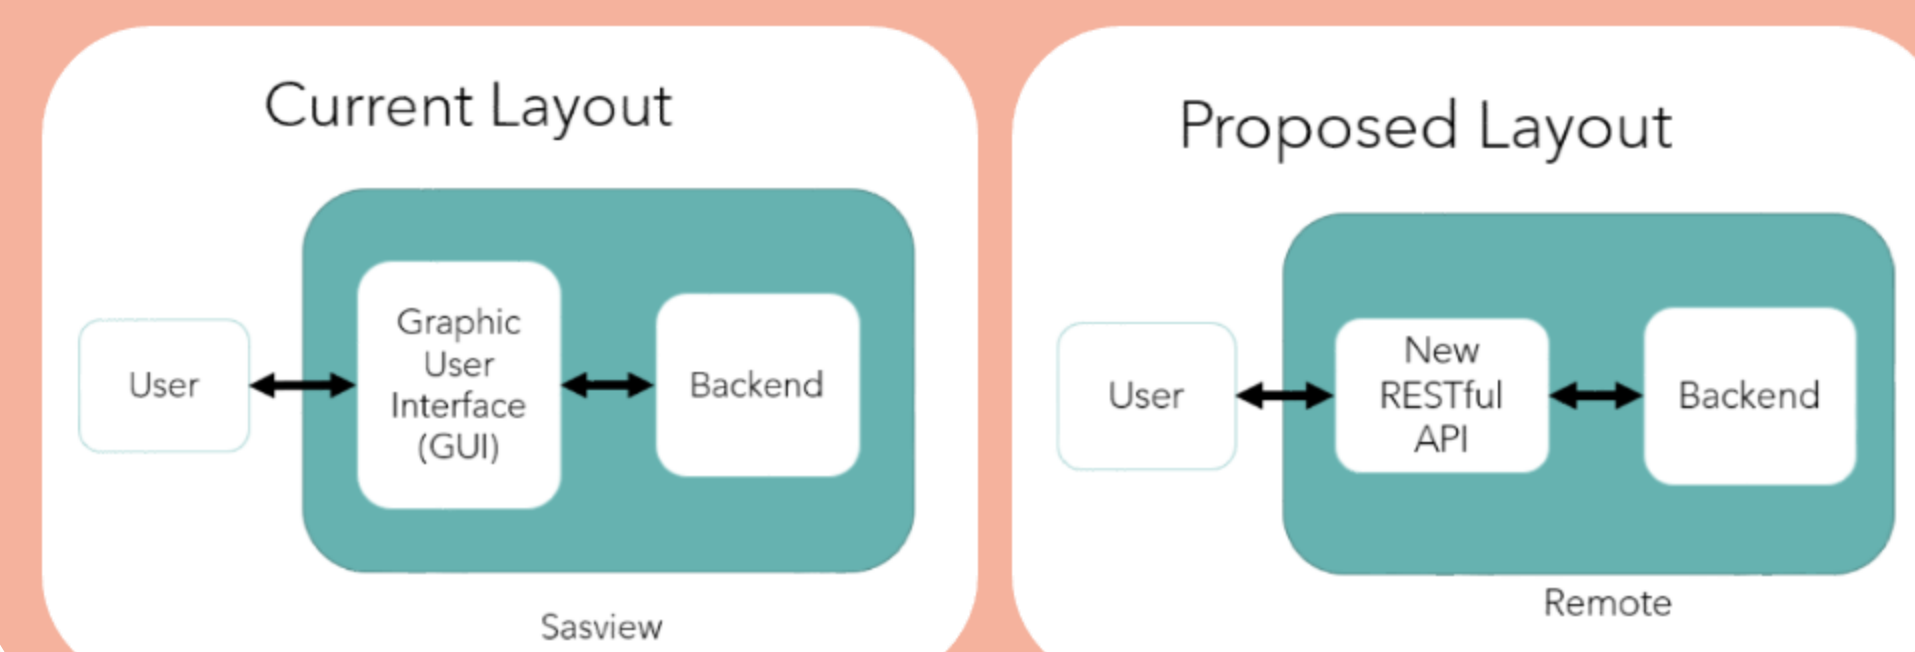 Current Layout
User
Graphic
User
Interface
(GUI)
Backend
Sasview
Proposed Layout
User
New
RESTful
API
Backend
Remote